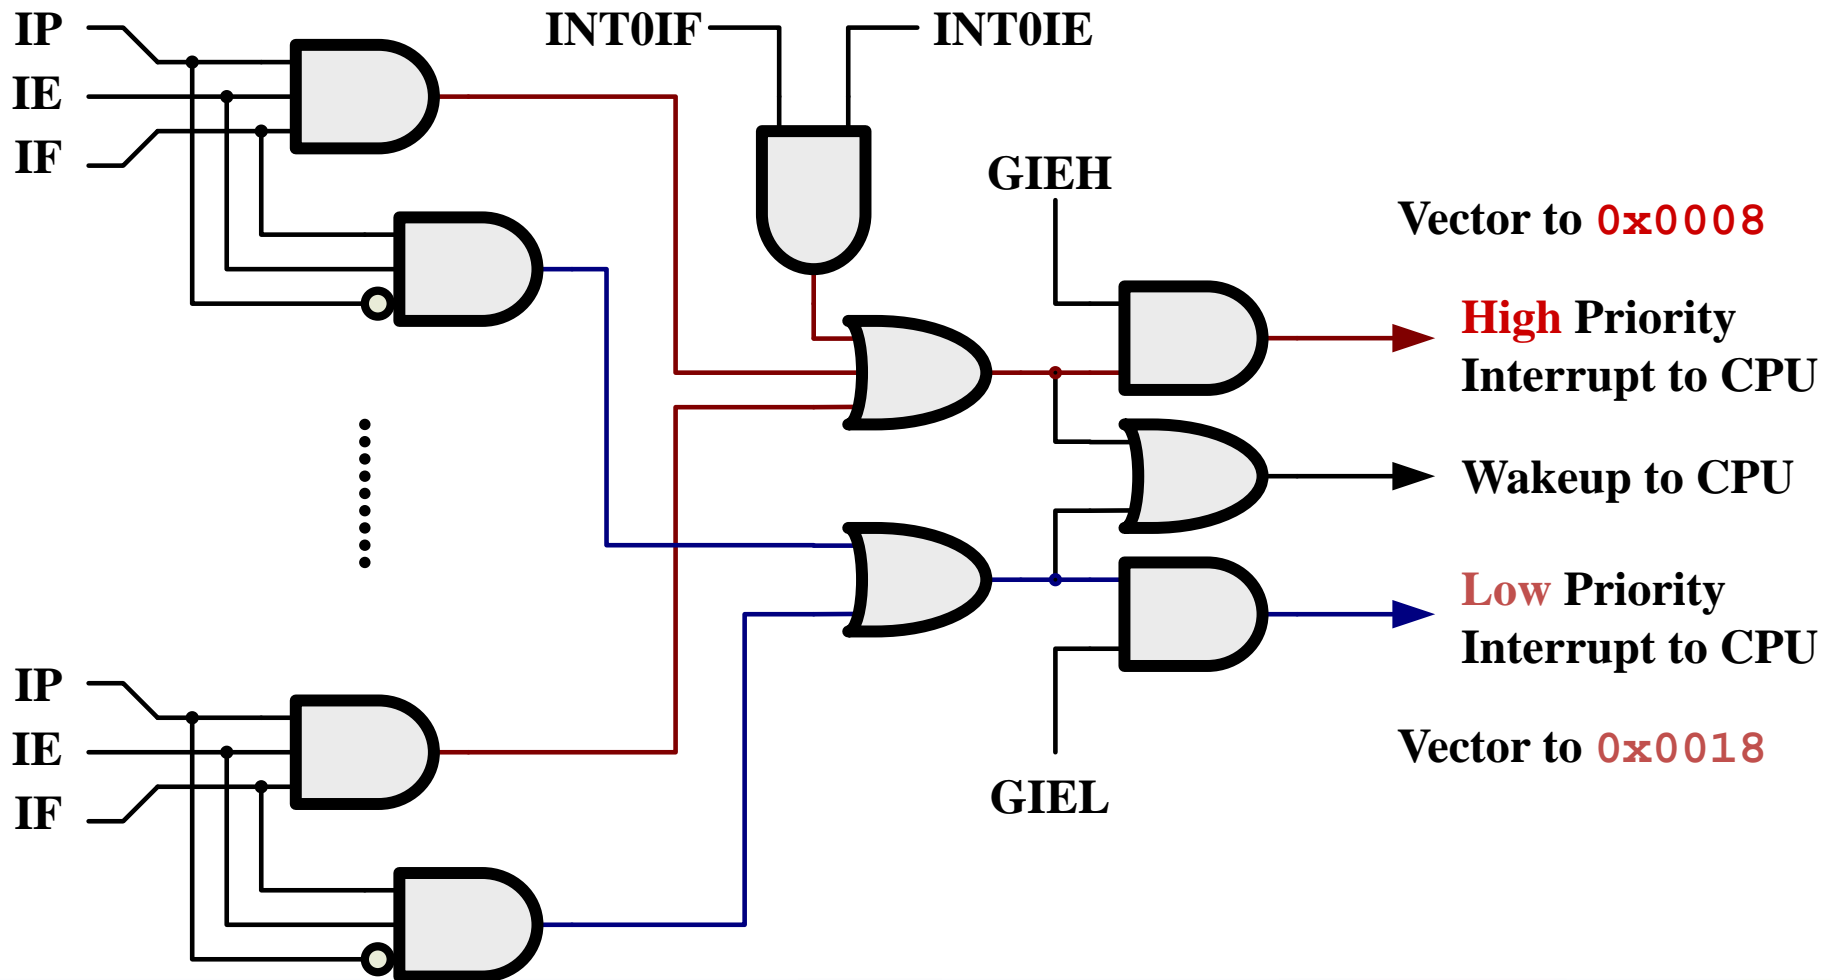 IP
IE
IF
INT0IF
INT0IE
GIEH
Vector to 0x0008
High Priority
Interrupt to CPU
Wakeup to CPU
Low Priority
Interrupt to CPU
IP
IE
IF
GIEL
Vector to 0x0018